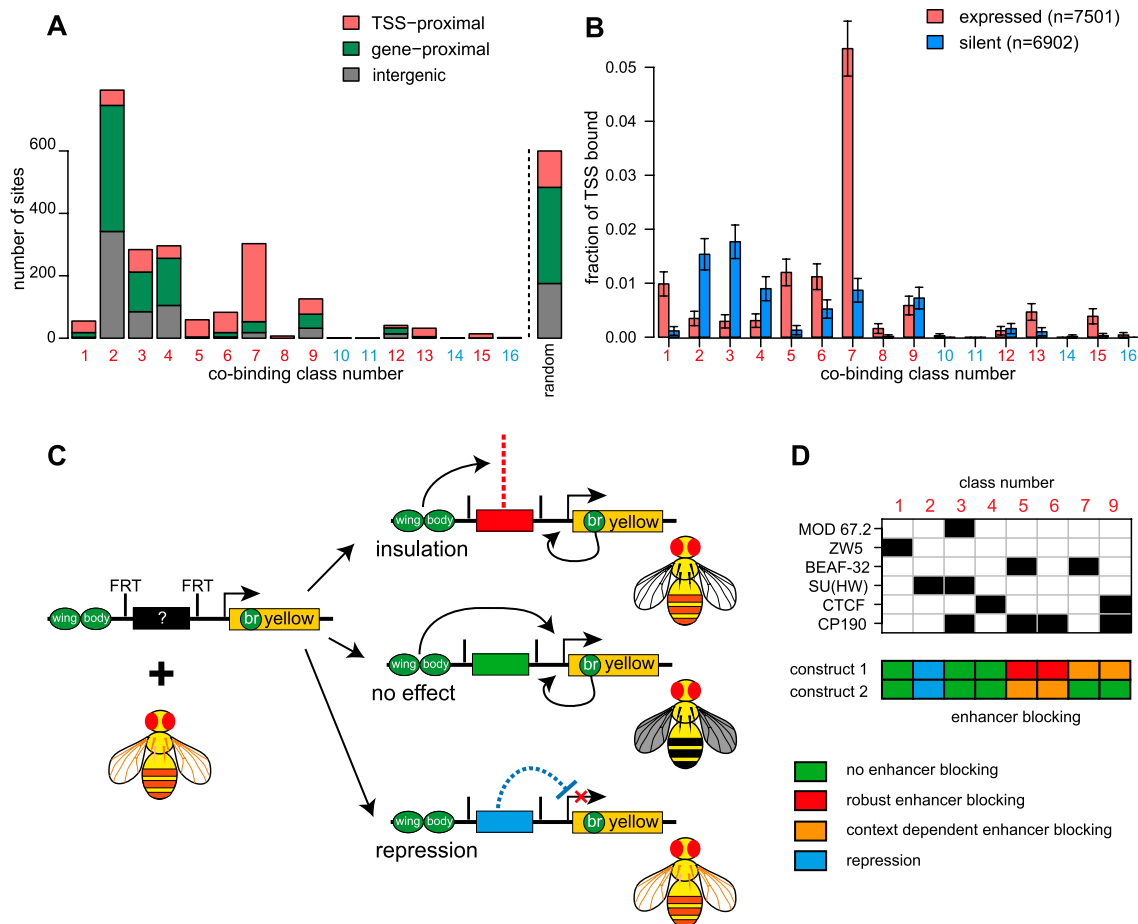 A
TSS-proximal
gene-proximal
intergenic
number of sites
600
400
200
0
1 2 3 4 5 6 7 8 9 10 11 12 13 14 15 16
random
co-binding class number
B
expressed (n=7501)
silent (n=6902)
fraction of TSS bound
0.05
0.04
0.03
0.02
0.01
0.00
1 2 3 4 5 6 7 8 9 10 11 12 13 14 15 16
co-binding class number
C
FRT FRT
wing body ? br yellow
+
wing body br yellow
insulation
wing body br yellow
no effect
wing body br yellow
repression
D
class number
1 2 3 4 5 6 7 9
MOD 67.2
ZW5
BEAF-32
SU(HW)
CTCF
CP190
construct 1
construct 2
enhancer blocking
no enhancer blocking
robust enhancer blocking
context dependent enhancer blocking
repression